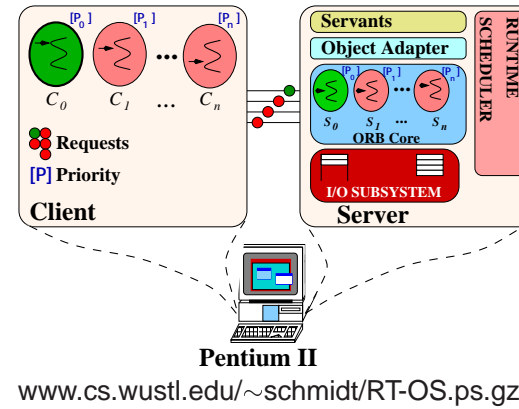 [P0] [P1] [Pn]
C0 C1 ... Cn
Requests
[P] Priority
Client
Servants
Object Adapter
[P0] [P1] [Pn]
S0 S1 ... Sn
ORB Core
I/O SUBSYSTEM
Server
RUNTIME
SCHEDULER
Pentium II
www.cs.wustl.edu/~schmidt/RT-OS.ps.gz